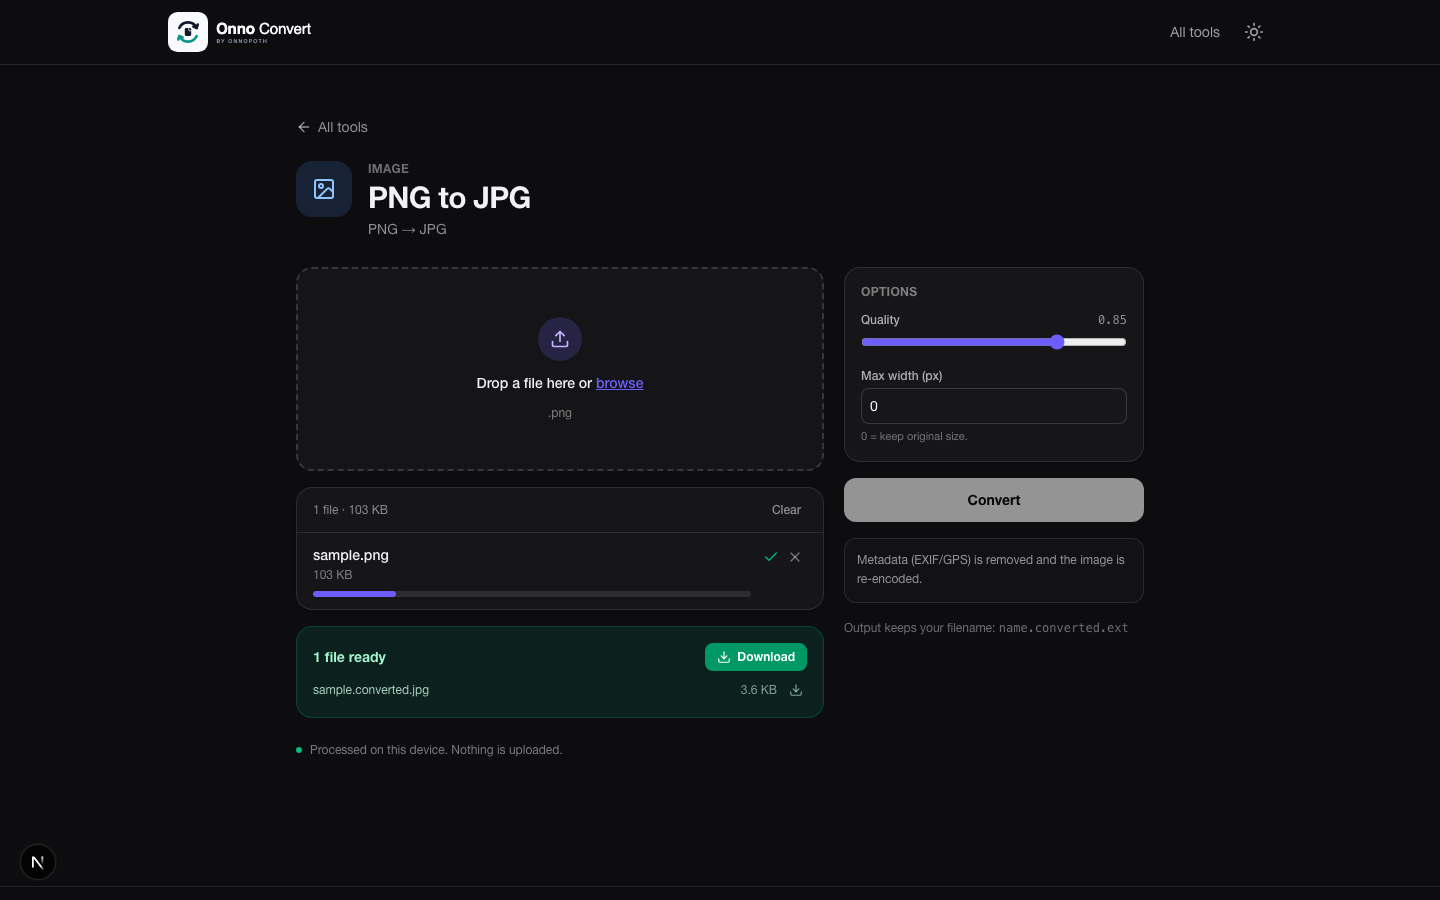 Onno Convert
BY ONNOPOTH
All tools
← All tools
IMAGE
PNG to JPG
PNG → JPG
Drop a file here or browse
.png
OPTIONS
Quality 0.85
Max width (px)
0
0 = keep original size.
Convert
1 file · 103 KB Clear
sample.png
103 KB
Metadata (EXIF/GPS) is removed and the image is
re-encoded.
Output keeps your filename: name.converted.ext
1 file ready Download
sample.converted.jpg 3.6 KB
Processed on this device. Nothing is uploaded.
N